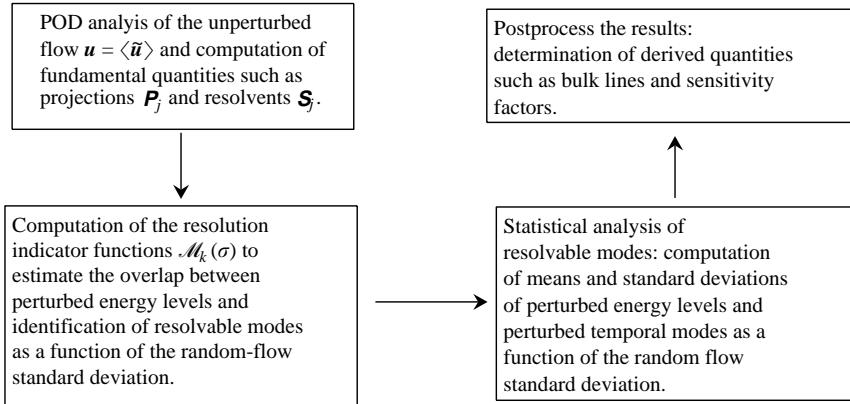 POD analyis of the unperturbed
flow u = ⟨ũ⟩ and computation of
fundamental quantities such as
projections P_j and resolvents S_j.
Computation of the resolution
indicator functions ℳ_k(σ) to
estimate the overlap between
perturbed energy levels and
identification of resolvable modes
as a function of the random-flow
standard deviation.
Statistical analysis of
resolvable modes: computation
of means and standard deviations
of perturbed energy levels and
perturbed temporal modes as a
function of the random flow
standard deviation.
Postprocess the results:
determination of derived quantities
such as bulk lines and sensitivity
factors.